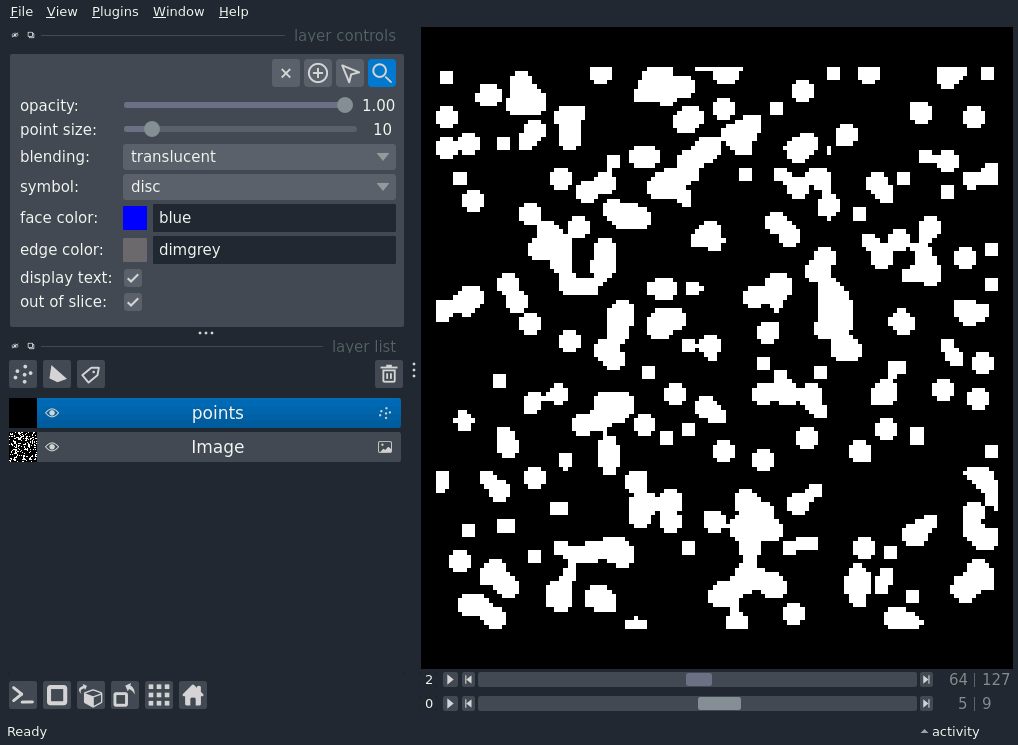 File View Plugins Window Help
layer controls
opacity: 1.00
point size: 10
blending: translucent
symbol: disc
face color: blue
edge color: dimgrey
display text:
out of slice:
layer list
points
Image
2 64 | 127
0 5 | 9
Ready activity